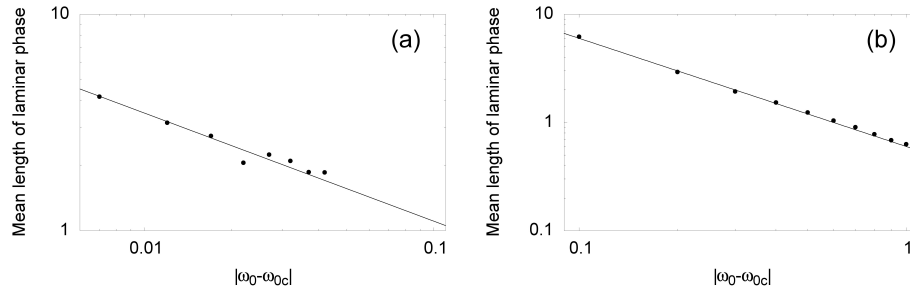 10
1
0.01
0.1
Mean length of laminar phase
|ω0-ω0c|
(a)
10
1
0.1
0.1
1
Mean length of laminar phase
|ω0-ω0c|
(b)